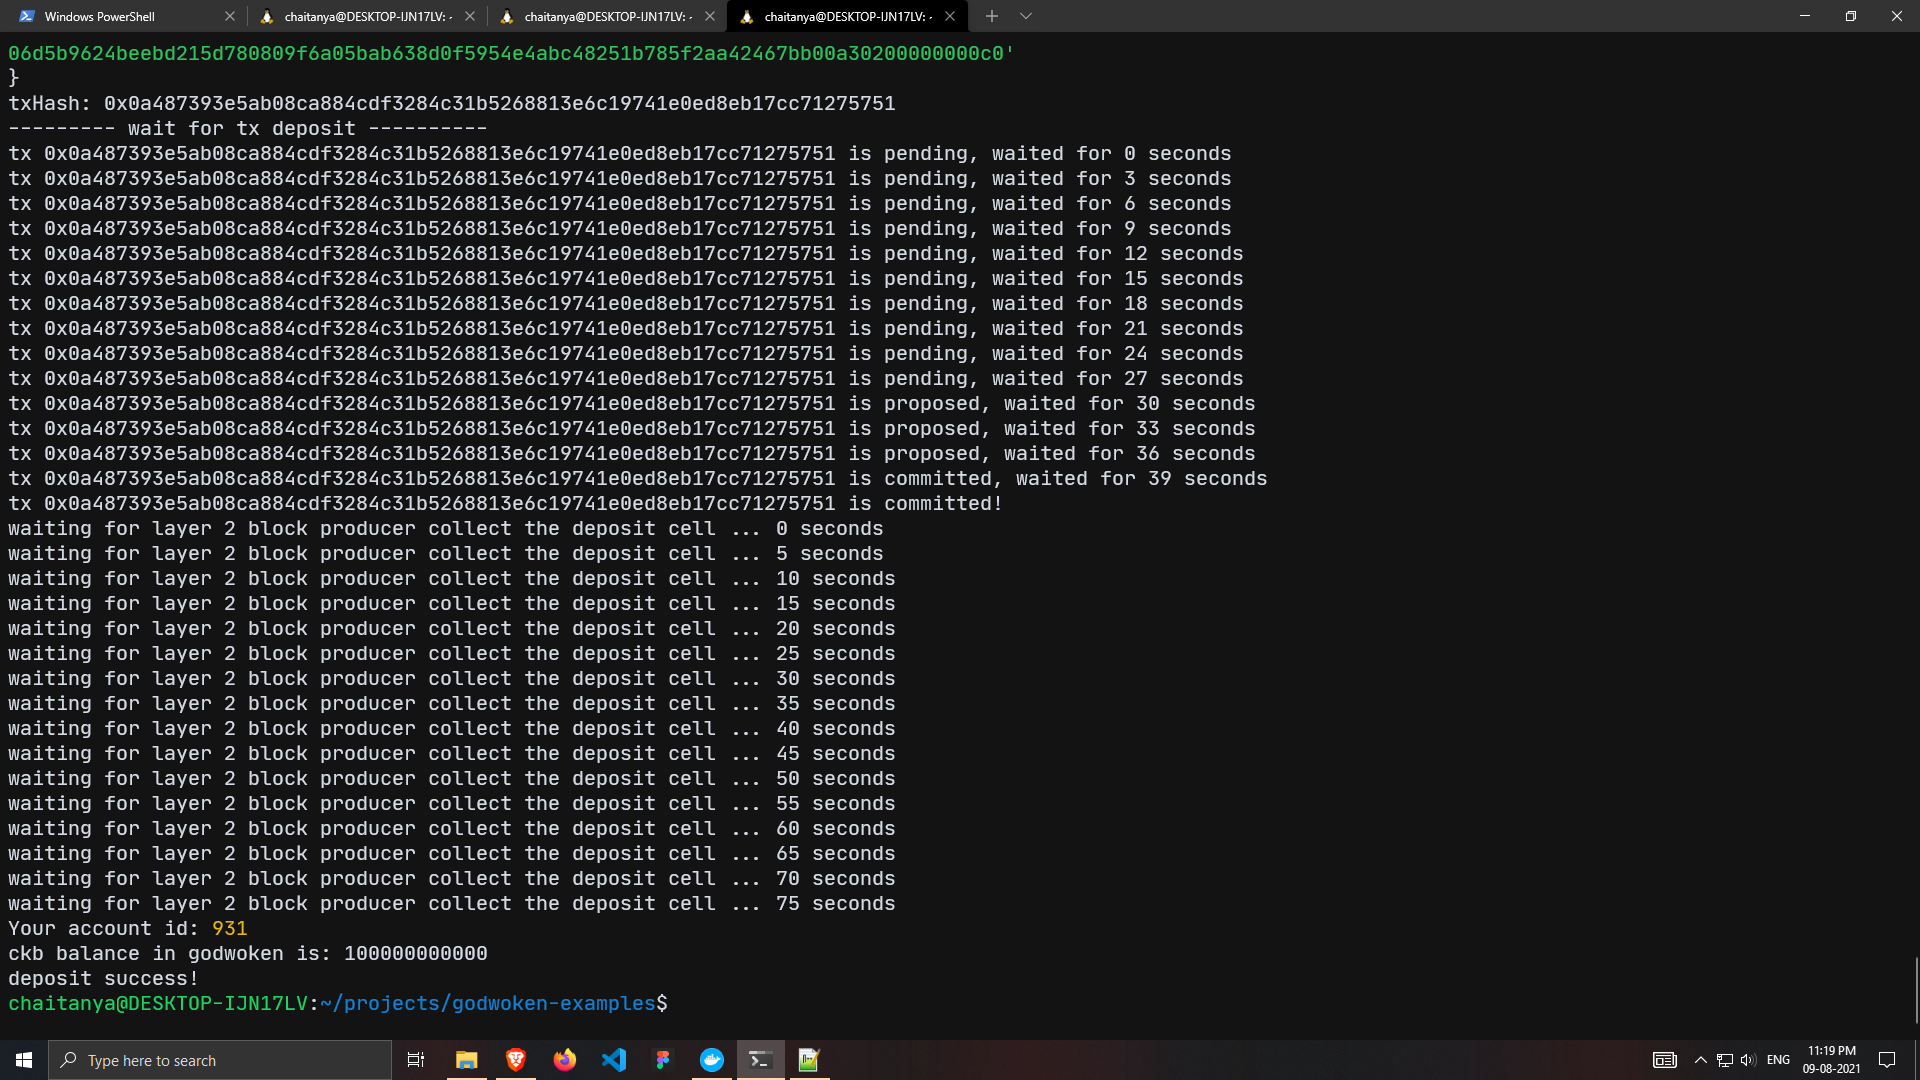 Windows PowerShell
chaitanya@DESKTOP-IJN17LV: ~
chaitanya@DESKTOP-IJN17LV: ~
chaitanya@DESKTOP-IJN17LV: ~
06d5b9624beebd215d780809f6a05bab638d0f5954e4abc48251b785f2aa42467bb00a30200000000c0'
}
txHash: 0x0a487393e5ab08ca884cdf3284c31b5268813e6c19741e0ed8eb17cc71275751
--------- wait for tx deposit ----------
tx 0x0a487393e5ab08ca884cdf3284c31b5268813e6c19741e0ed8eb17cc71275751 is pending, waited for 0 seconds
tx 0x0a487393e5ab08ca884cdf3284c31b5268813e6c19741e0ed8eb17cc71275751 is pending, waited for 3 seconds
tx 0x0a487393e5ab08ca884cdf3284c31b5268813e6c19741e0ed8eb17cc71275751 is pending, waited for 6 seconds
tx 0x0a487393e5ab08ca884cdf3284c31b5268813e6c19741e0ed8eb17cc71275751 is pending, waited for 9 seconds
tx 0x0a487393e5ab08ca884cdf3284c31b5268813e6c19741e0ed8eb17cc71275751 is pending, waited for 12 seconds
tx 0x0a487393e5ab08ca884cdf3284c31b5268813e6c19741e0ed8eb17cc71275751 is pending, waited for 15 seconds
tx 0x0a487393e5ab08ca884cdf3284c31b5268813e6c19741e0ed8eb17cc71275751 is pending, waited for 18 seconds
tx 0x0a487393e5ab08ca884cdf3284c31b5268813e6c19741e0ed8eb17cc71275751 is pending, waited for 21 seconds
tx 0x0a487393e5ab08ca884cdf3284c31b5268813e6c19741e0ed8eb17cc71275751 is pending, waited for 24 seconds
tx 0x0a487393e5ab08ca884cdf3284c31b5268813e6c19741e0ed8eb17cc71275751 is pending, waited for 27 seconds
tx 0x0a487393e5ab08ca884cdf3284c31b5268813e6c19741e0ed8eb17cc71275751 is proposed, waited for 30 seconds
tx 0x0a487393e5ab08ca884cdf3284c31b5268813e6c19741e0ed8eb17cc71275751 is proposed, waited for 33 seconds
tx 0x0a487393e5ab08ca884cdf3284c31b5268813e6c19741e0ed8eb17cc71275751 is proposed, waited for 36 seconds
tx 0x0a487393e5ab08ca884cdf3284c31b5268813e6c19741e0ed8eb17cc71275751 is committed, waited for 39 seconds
tx 0x0a487393e5ab08ca884cdf3284c31b5268813e6c19741e0ed8eb17cc71275751 is committed!
waiting for layer 2 block producer collect the deposit cell ... 0 seconds
waiting for layer 2 block producer collect the deposit cell ... 5 seconds
waiting for layer 2 block producer collect the deposit cell ... 10 seconds
waiting for layer 2 block producer collect the deposit cell ... 15 seconds
waiting for layer 2 block producer collect the deposit cell ... 20 seconds
waiting for layer 2 block producer collect the deposit cell ... 25 seconds
waiting for layer 2 block producer collect the deposit cell ... 30 seconds
waiting for layer 2 block producer collect the deposit cell ... 35 seconds
waiting for layer 2 block producer collect the deposit cell ... 40 seconds
waiting for layer 2 block producer collect the deposit cell ... 45 seconds
waiting for layer 2 block producer collect the deposit cell ... 50 seconds
waiting for layer 2 block producer collect the deposit cell ... 55 seconds
waiting for layer 2 block producer collect the deposit cell ... 60 seconds
waiting for layer 2 block producer collect the deposit cell ... 65 seconds
waiting for layer 2 block producer collect the deposit cell ... 70 seconds
waiting for layer 2 block producer collect the deposit cell ... 75 seconds
Your account id: 931
ckb balance in godwoken is: 100000000000
deposit success!
chaitanya@DESKTOP-IJN17LV:~/projects/godwoken-examples$
Type here to search
ENG
11:19 PM
09-08-2021